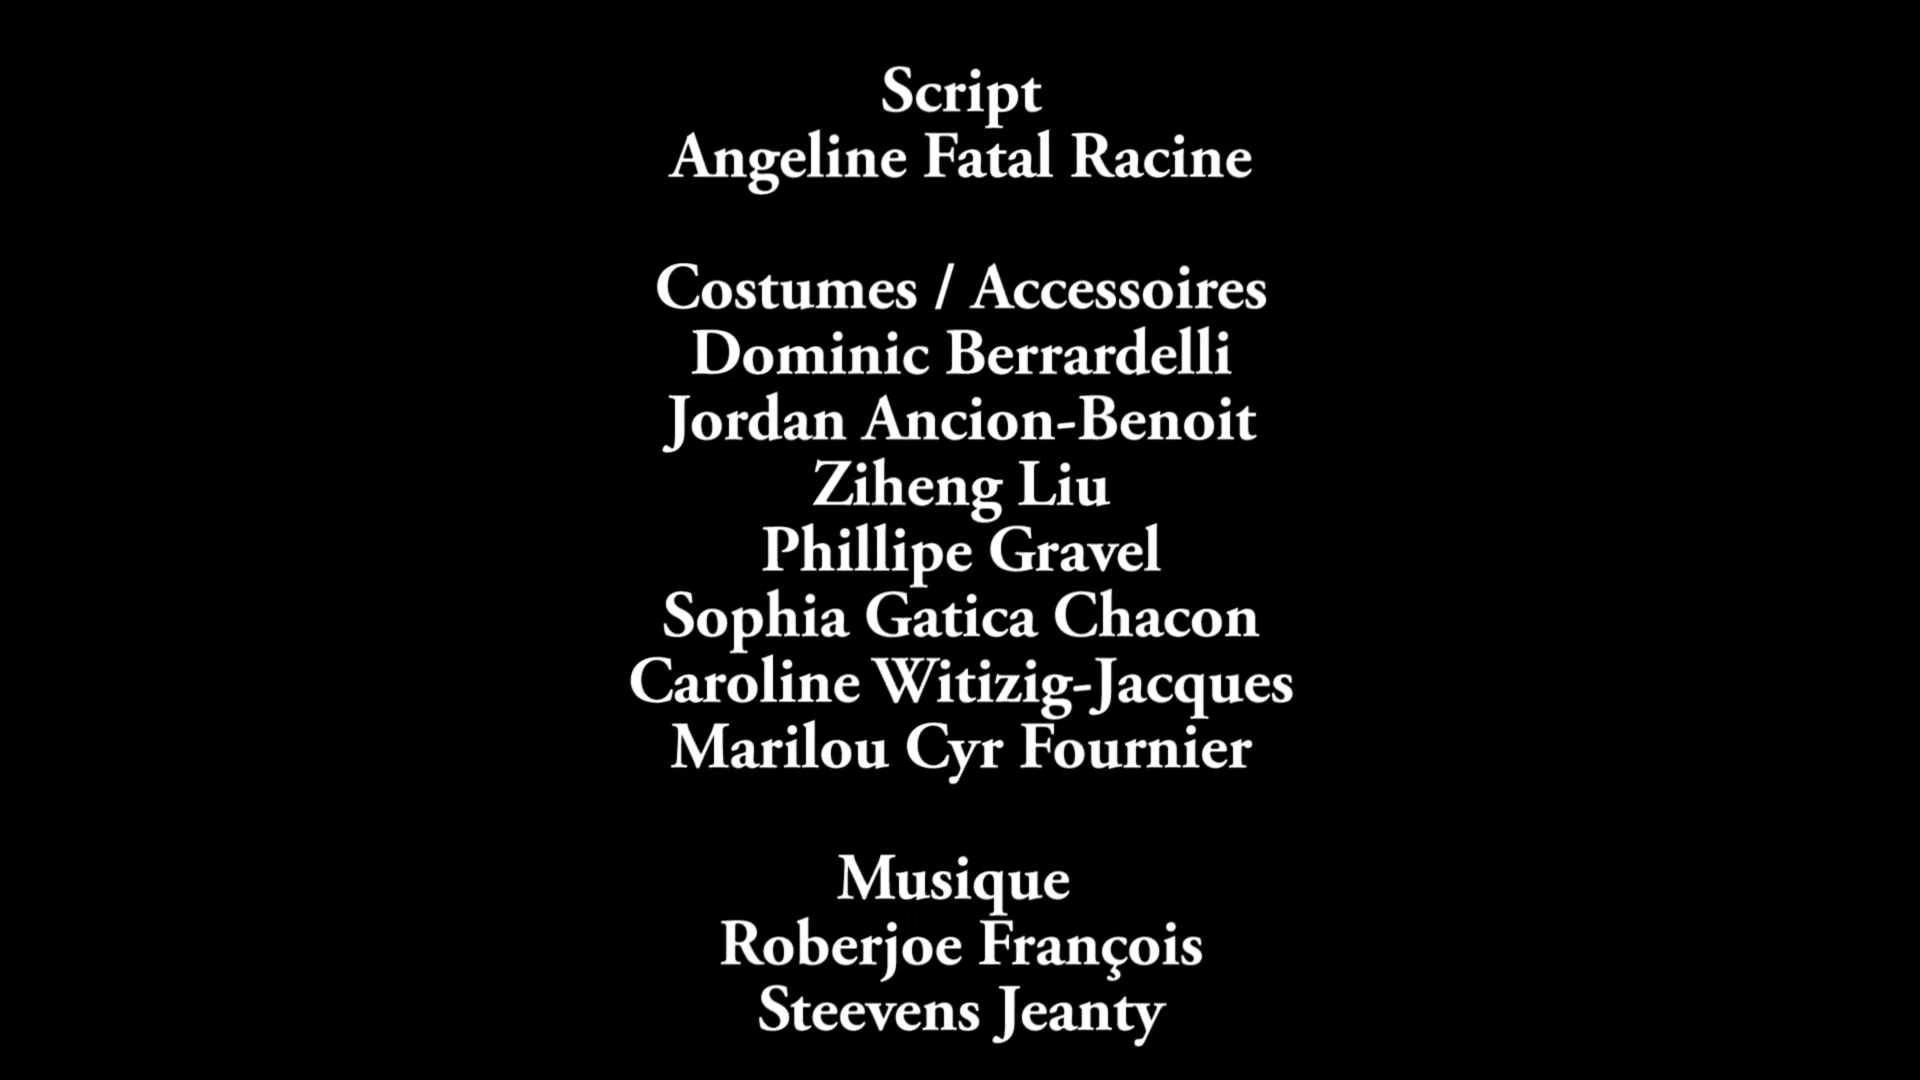 Script
Angeline Fatal Racine
Costumes / Accessoires
Dominic Berrardelli
Jordan Ancion-Benoit
Ziheng Liu
Phillipe Gravel
Sophia Gatica Chacon
Caroline Witizig-Jacques
Marilou Cyr Fournier
Musique
Roberjoe François
Steevens Jeanty